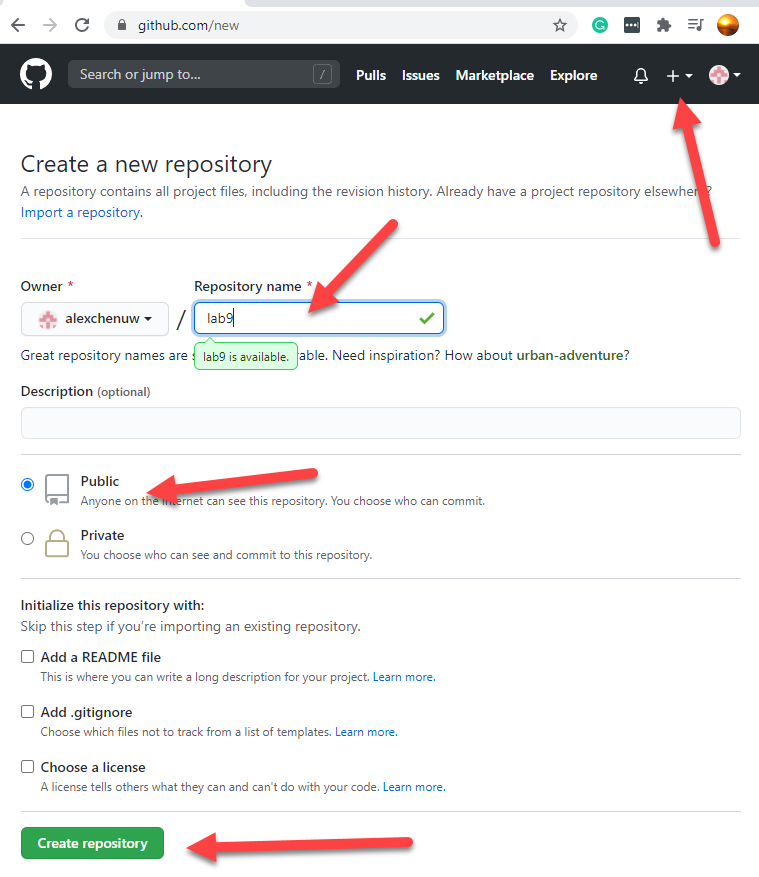 github.com/new
Search or jump to... / Pulls Issues Marketplace Explore
Create a new repository
A repository contains all project files, including the revision history. Already have a project repository elsewhere?
Import a repository.
Owner * Repository name *
alexchenuw / lab9
Great repository names are lab9 is available. Need inspiration? How about urban-adventure?
Description (optional)
Public
Anyone on the internet can see this repository. You choose who can commit.
Private
You choose who can see and commit to this repository.
Initialize this repository with:
Skip this step if you're importing an existing repository.
Add a README file
This is where you can write a long description for your project. Learn more.
Add .gitignore
Choose which files not to track from a list of templates. Learn more.
Choose a license
A license tells others what they can and can't do with your code. Learn more.
Create repository